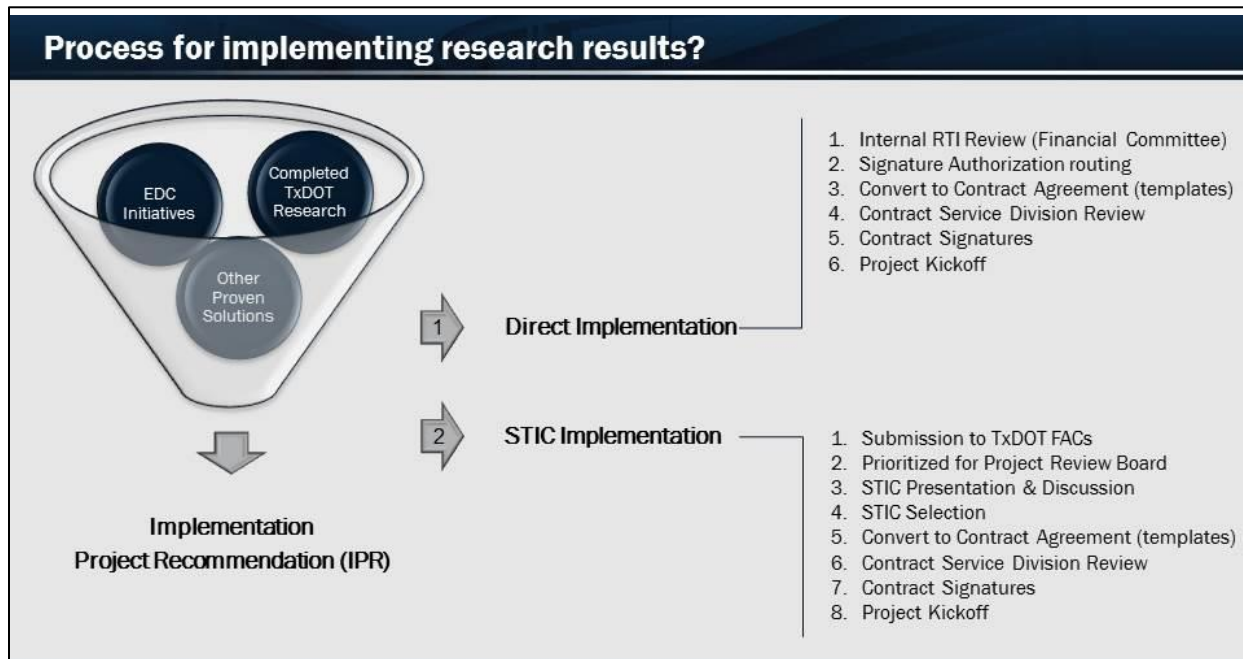 Process for implementing research results?
EDC
Initiatives
Completed
TxDOT
Research
Other
Proven
Solutions
Implementation
Project Recommendation (IPR)
1
Direct Implementation
1. Internal RTI Review (Financial Committee)
2. Signature Authorization routing
3. Convert to Contract Agreement (templates)
4. Contract Service Division Review
5. Contract Signatures
6. Project Kickoff
2
STIC Implementation
1. Submission to TxDOT FACs
2. Prioritized for Project Review Board
3. STIC Presentation & Discussion
4. STIC Selection
5. Convert to Contract Agreement (templates)
6. Contract Service Division Review
7. Contract Signatures
8. Project Kickoff